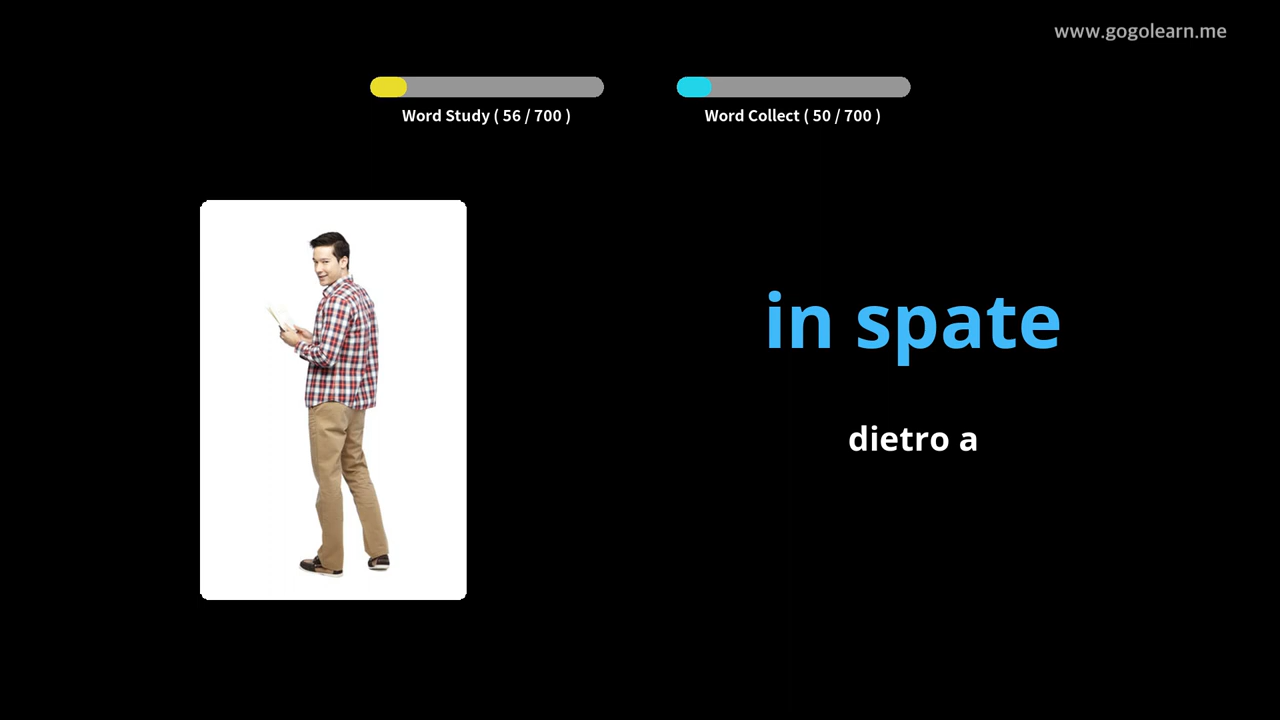 www.gogolearn.me
Word Study ( 56 / 700 )
Word Collect ( 50 / 700 )
in spate
dietro a